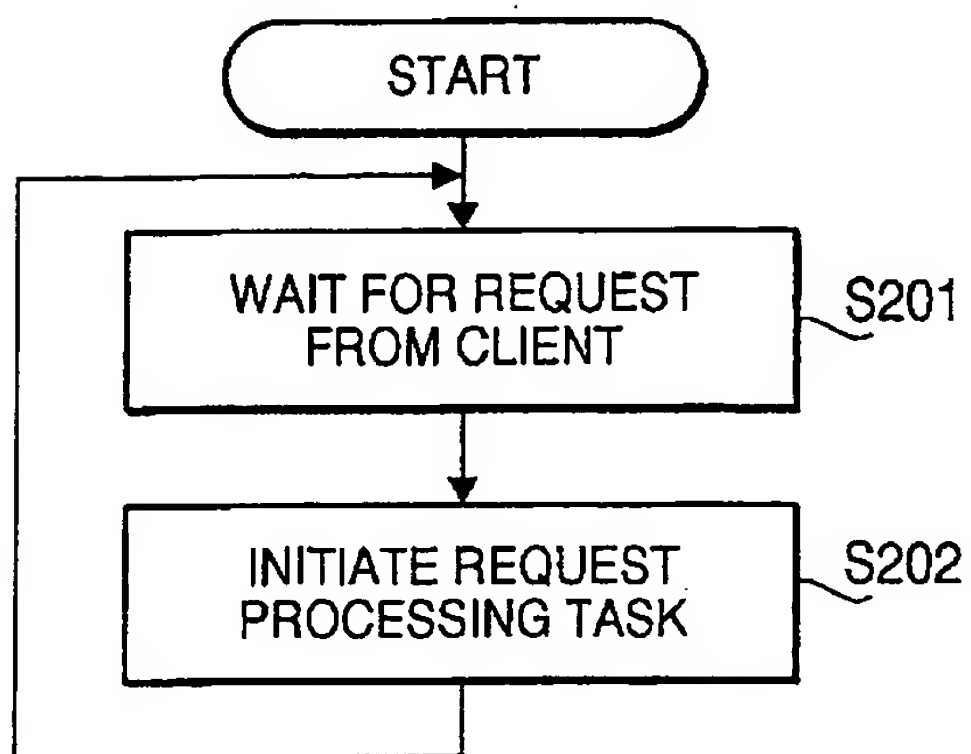 START
WAIT FOR REQUEST
FROM CLIENT
S201
INITIATE REQUEST
PROCESSING TASK
S202